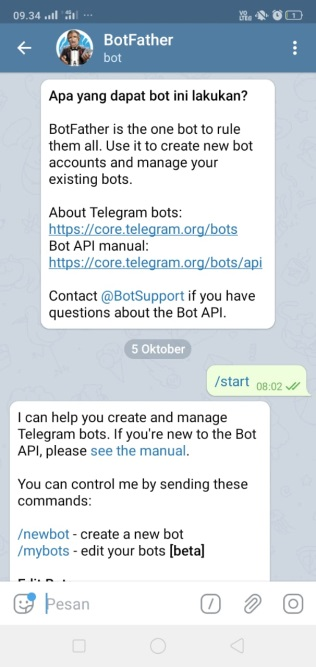 09.34
BotFather
bot
Apa yang dapat bot ini lakukan?
BotFather is the one bot to rule
them all. Use it to create new bot
accounts and manage your
existing bots.
About Telegram bots:
https://core.telegram.org/bots
Bot API manual:
https://core.telegram.org/bots/api
Contact @BotSupport if you have
questions about the Bot API.
5 Oktober
/start 08:02
I can help you create and manage
Telegram bots. If you're new to the Bot
API, please see the manual.
You can control me by sending these
commands:
/newbot - create a new bot
/mybots - edit your bots [beta]
Pesan